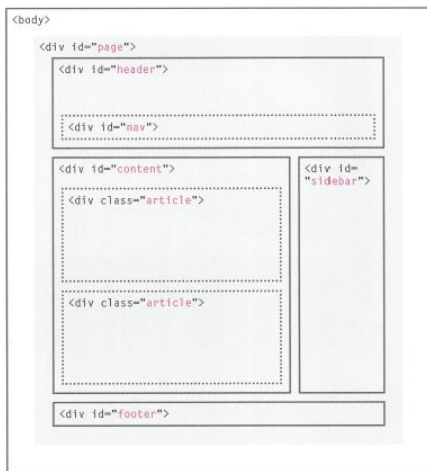 <body>
<div id="page">
<div id="header">
<div id="nav">
<div id="content">
<div class="article">
<div class="article">
<div id=
"sidebar">
<div id="footer">